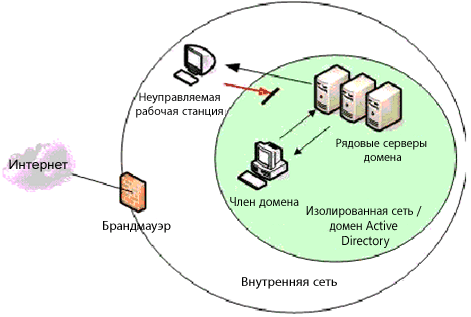 Неуправляемая
рабочая станция
Рядовые серверы
домена
Интернет
Член домена
Изолированная сеть /
домен Active
Directory
Брандмауэр
Внутренняя сеть